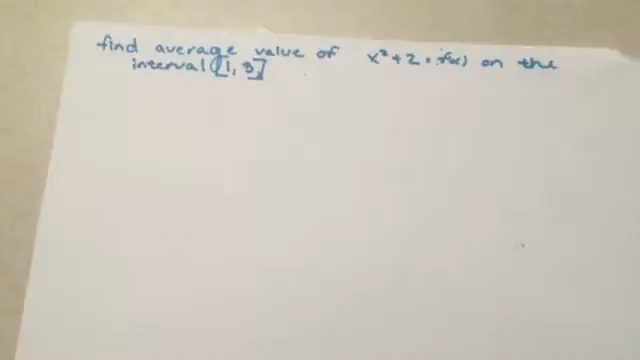 find average value of x² + 2 = f(x) on the
interval [1, 3]